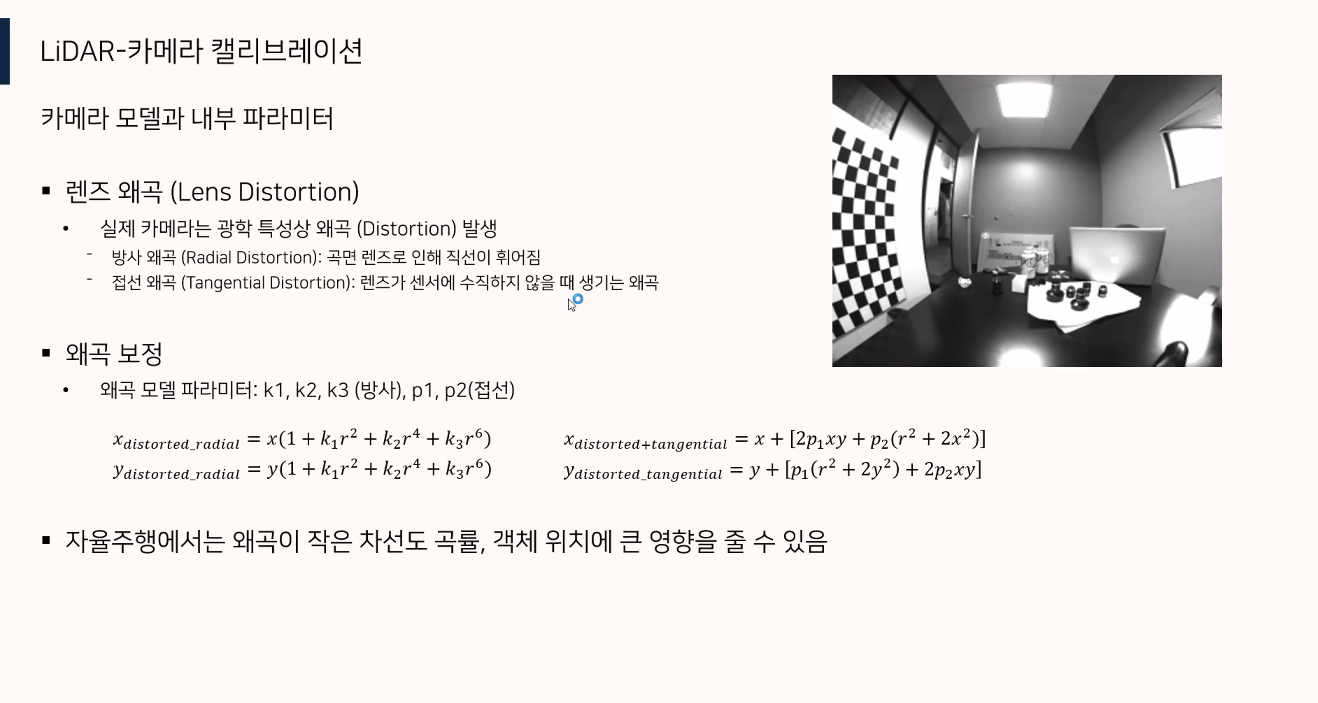 LiDAR-카메라 캘리브레이션
카메라 모델과 내부 파라미터
▪ 렌즈 왜곡 (Lens Distortion)
• 실제 카메라는 광학 특성상 왜곡 (Distortion) 발생
- 방사 왜곡 (Radial Distortion): 곡면 렌즈로 인해 직선이 휘어짐
- 접선 왜곡 (Tangential Distortion): 렌즈가 센서에 수직하지 않을 때 생기는 왜곡
▪ 왜곡 보정
• 왜곡 모델 파라미터: k1, k2, k3 (방사), p1, p2(접선)
x_{distorted_radial} = x(1 + k_1r^2 + k_2r^4 + k_3r^6)
y_{distorted_radial} = y(1 + k_1r^2 + k_2r^4 + k_3r^6)
x_{distorted+tangential} = x + [2p_1xy + p_2(r^2 + 2x^2)]
y_{distorted_tangential} = y + [p_1(r^2 + 2y^2) + 2p_2xy]
▪ 자율주행에서는 왜곡이 작은 차선도 곡률, 객체 위치에 큰 영향을 줄 수 있음